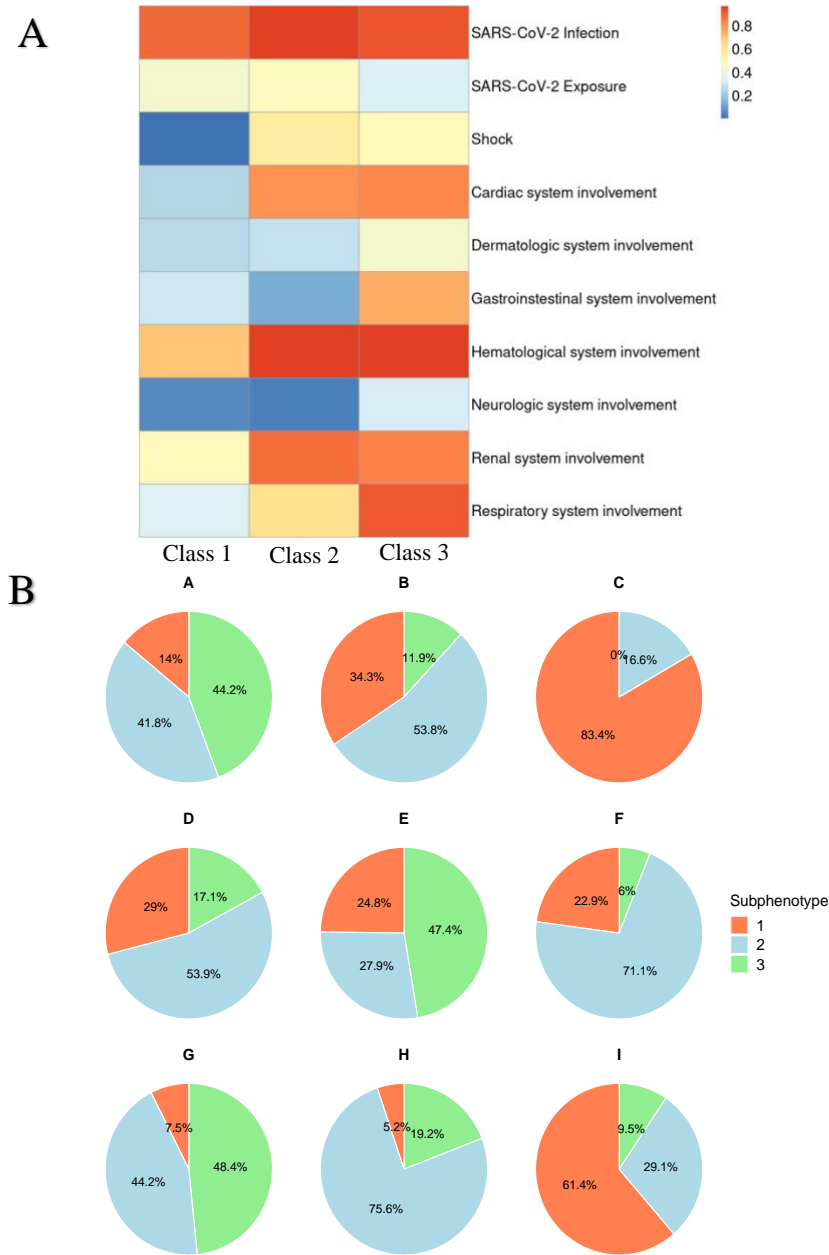 A
SARS-CoV-2 Infection
SARS-CoV-2 Exposure
Shock
Cardiac system involvement
Dermatologic system involvement
Gastroinstestinal system involvement
Hematological system involvement
Neurologic system involvement
Renal system involvement
Respiratory system involvement
0.8
0.6
0.4
0.2
Class 1 Class 2 Class 3
B
A
14%
44.2%
41.8%
B
34.3%
11.9%
53.8%
C
0%
16.6%
83.4%
D
29%
17.1%
53.9%
E
24.8%
47.4%
27.9%
F
22.9%
6%
71.1%
Subphenotype
1
2
3
G
7.5%
48.4%
44.2%
H
5.2%
19.2%
75.6%
I
9.5%
29.1%
61.4%